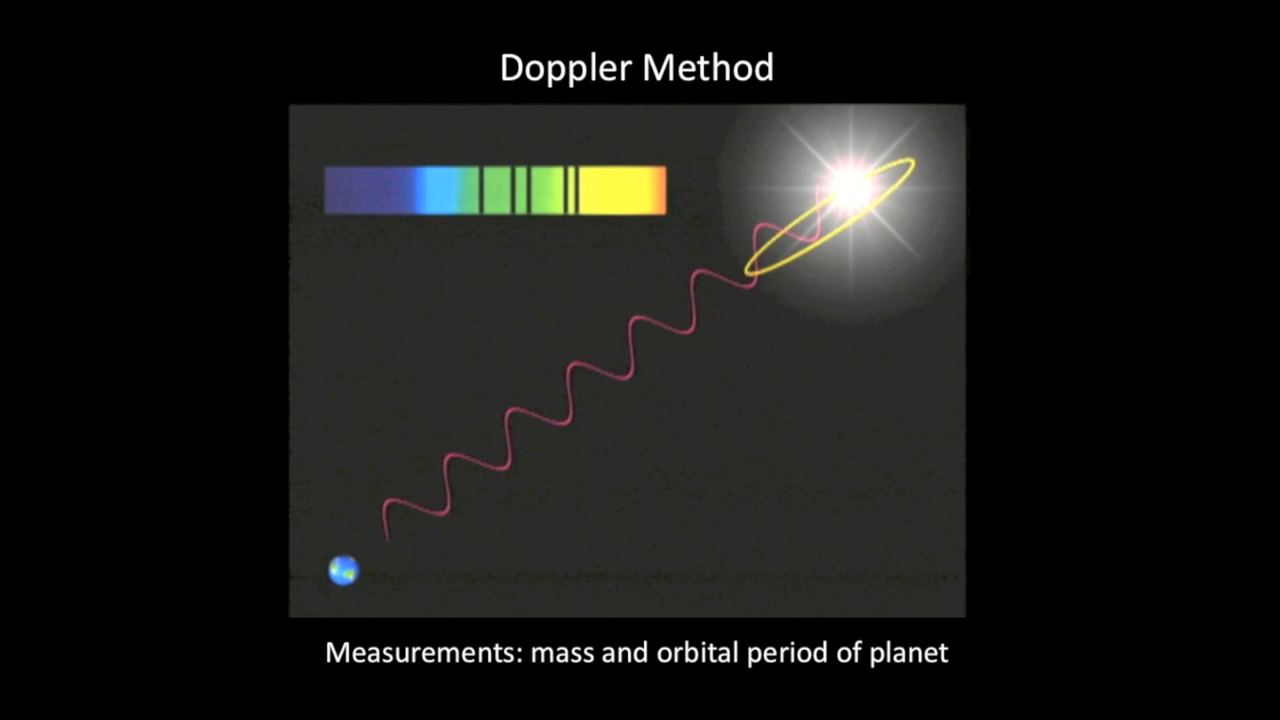 Doppler Method
Measurements: mass and orbital period of planet